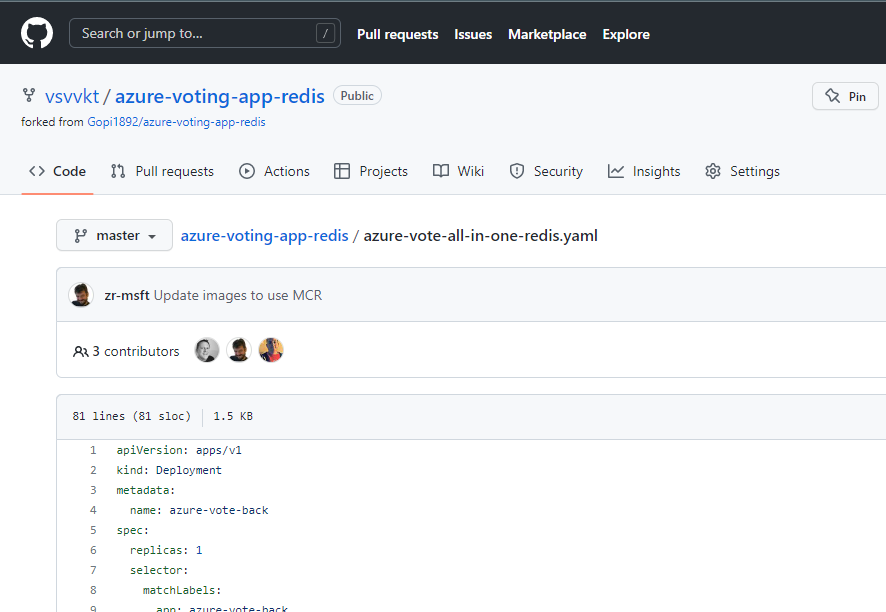 Search or jump to... /
Pull requests Issues Marketplace Explore
vsvvkt / azure-voting-app-redis Public
Pin
forked from Gopi1892/azure-voting-app-redis
Code Pull requests Actions Projects Wiki Security Insights Settings
master azure-voting-app-redis / azure-vote-all-in-one-redis.yaml
zr-msft Update images to use MCR
3 contributors
81 lines (81 sloc) 1.5 KB
1 apiVersion: apps/v1
2 kind: Deployment
3 metadata:
4 name: azure-vote-back
5 spec:
6 replicas: 1
7 selector:
8 matchLabels:
9 app: azure-vote-back